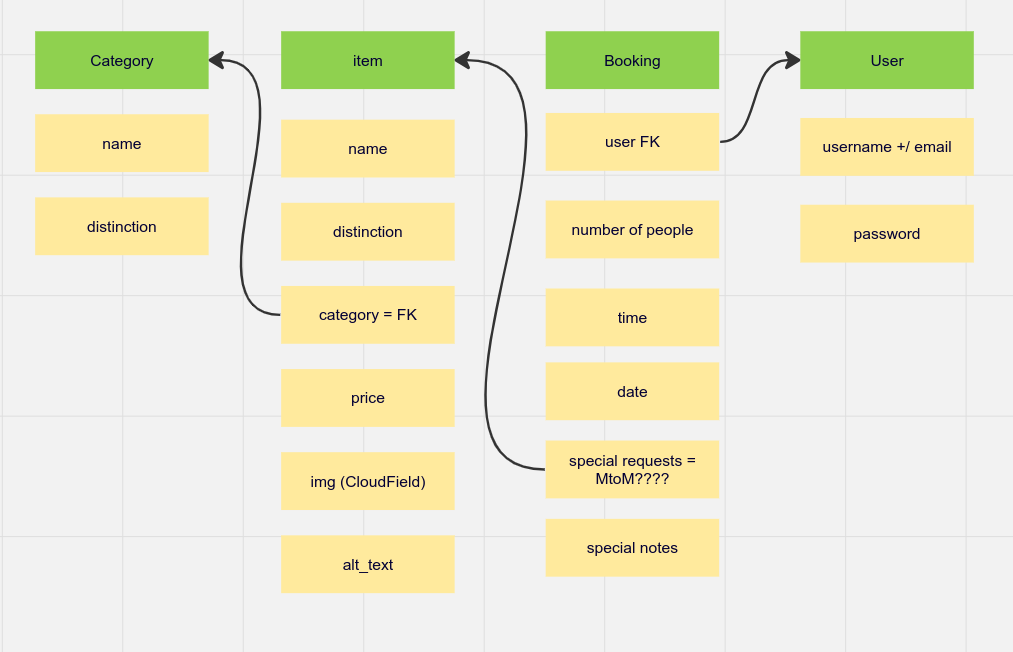 Category
name
distinction
item
name
distinction
category = FK
price
img (CloudField)
alt_text
Booking
user FK
number of people
time
date
special requests =
MtoM????
special notes
User
username +/ email
password